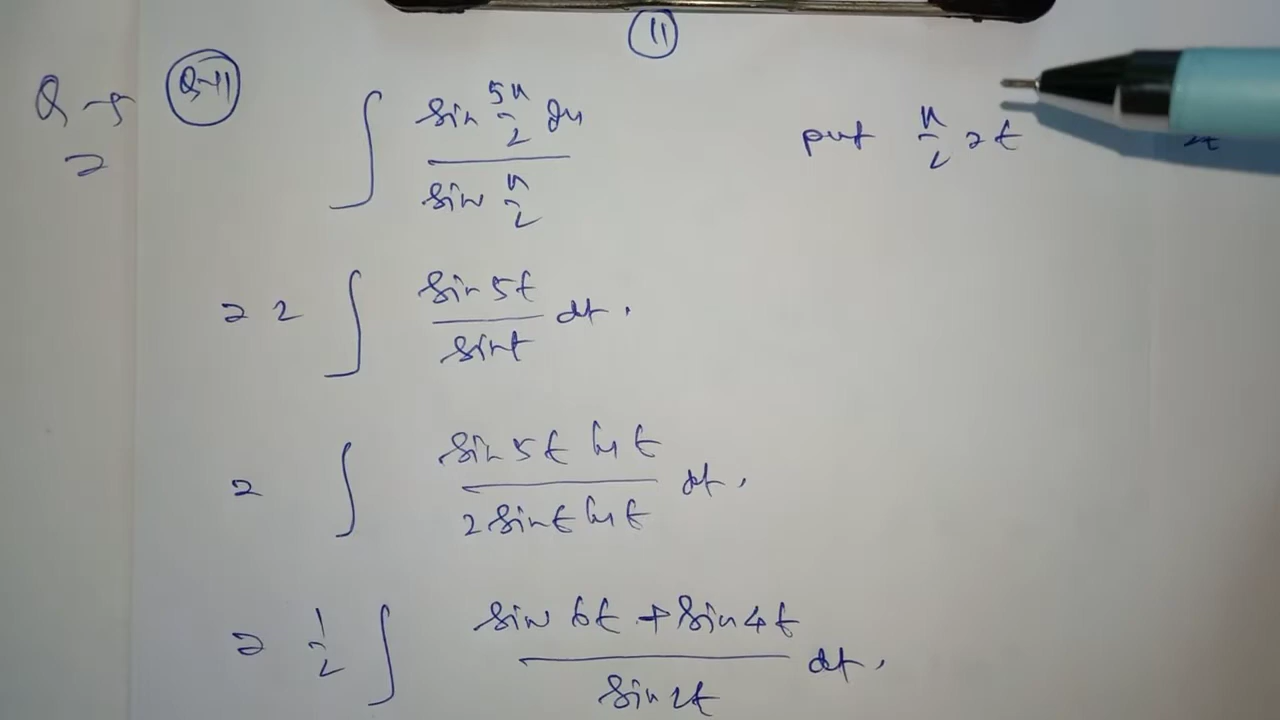 11
Q-5 Q-11 ∫ sin 5x/2 dx / sin x/2 put x/2 = t
= 2 ∫ sin 5t / sin t dt.
= ∫ sin 5t cos t / 2 sin t cos t dt.
= 1/2 ∫ sin 6t + sin 4t / sin 2t dt.